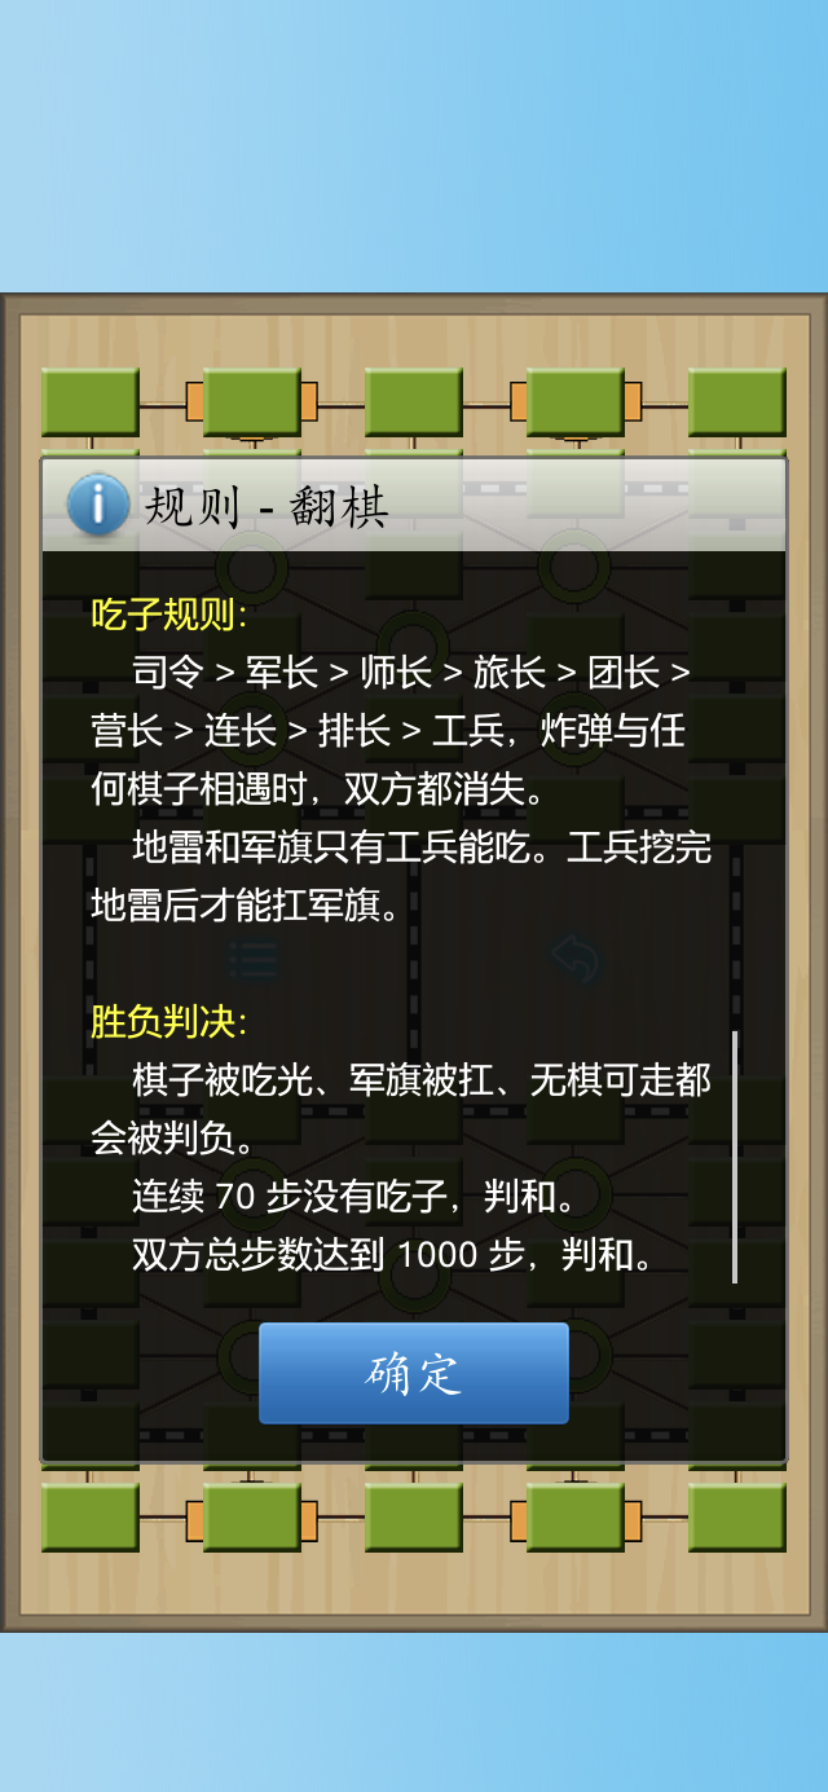 规则 - 翻棋
吃子规则:
司令 > 军长 > 师长 > 旅长 > 团长 >
营长 > 连长 > 排长 > 工兵，炸弹与任
何棋子相遇时，双方都消失。
地雷和军旗只有工兵能吃。工兵挖完
地雷后才能扛军旗。
胜负判决:
棋子被吃光、军旗被扛、无棋可走都
会被判负。
连续 70 步没有吃子，判和。
双方总步数达到 1000 步，判和。
确定